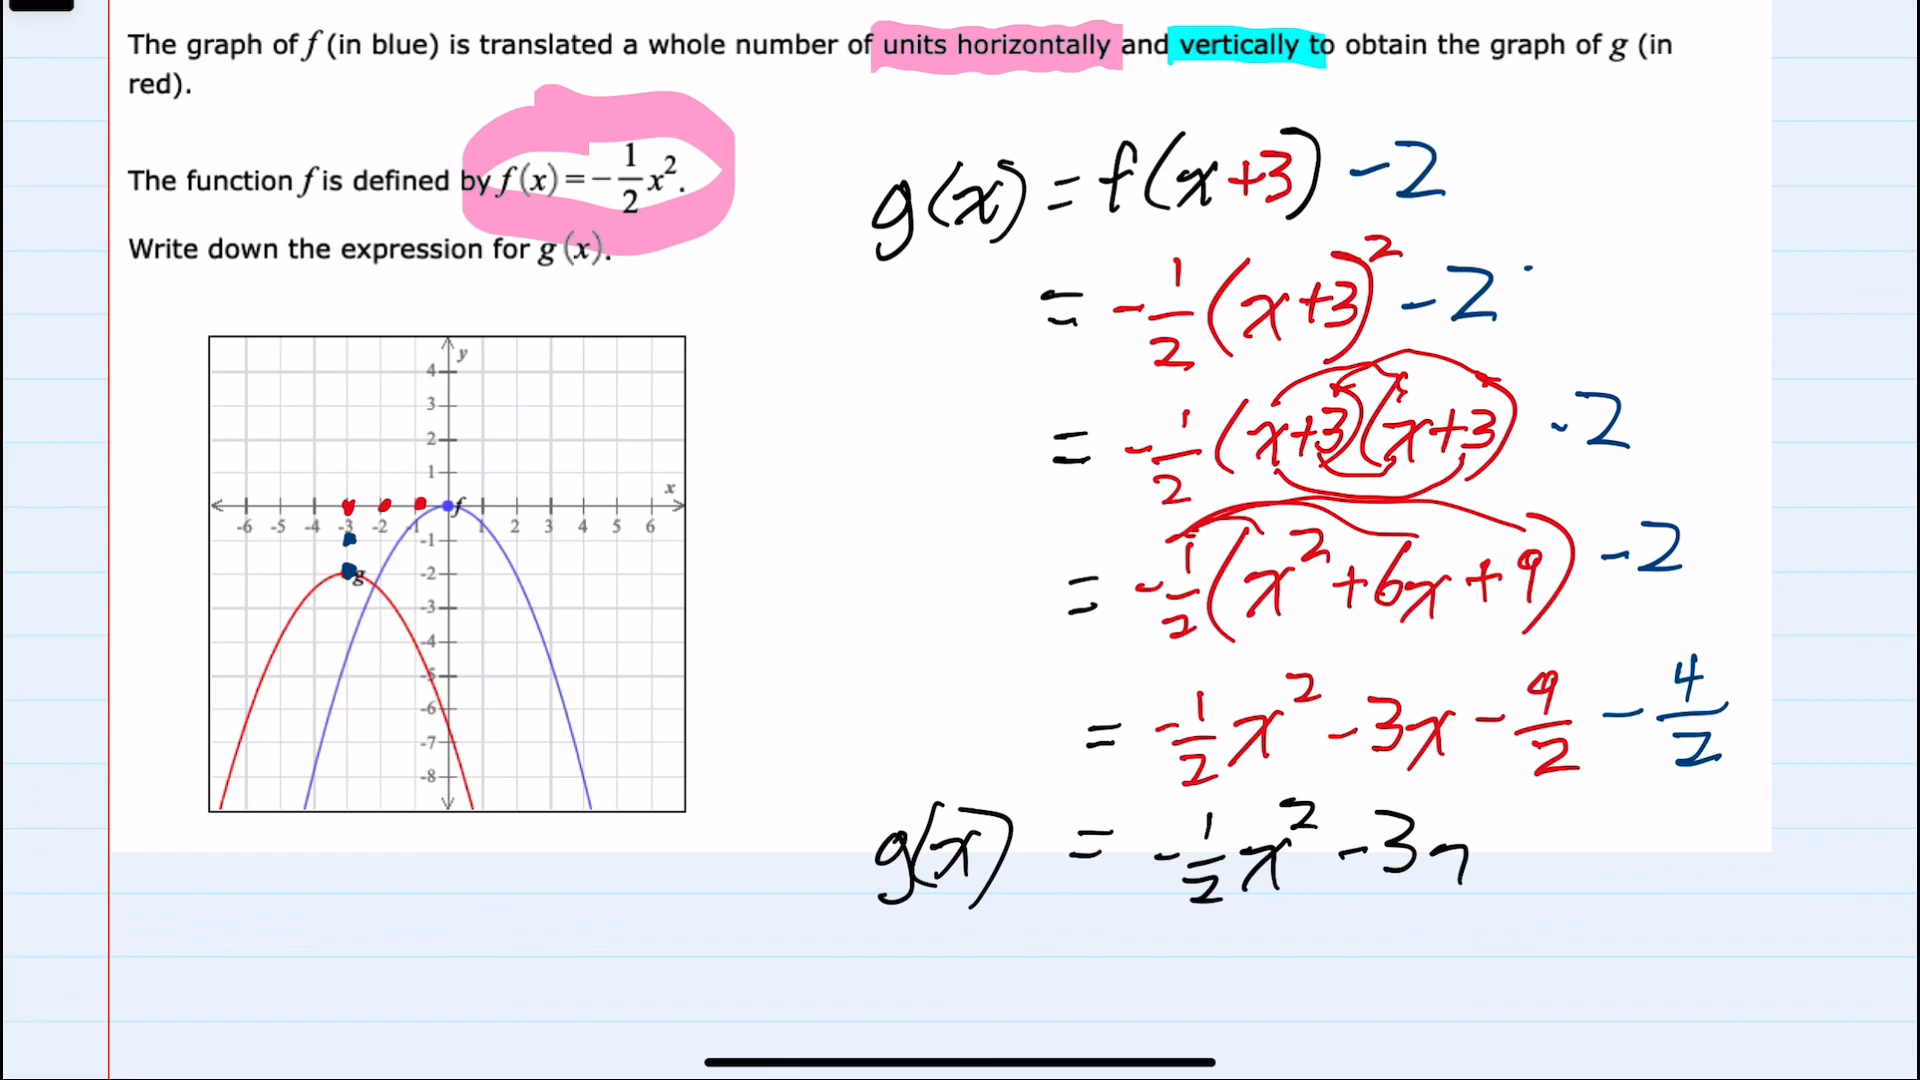 The graph of f (in blue) is translated a whole number of units horizontally and vertically to obtain the graph of g (in
red).
The function f is defined by f(x)=−1/2 x².
Write down the expression for g (x).
g(x) = f(x+3) -2
= -1/2(x+3)² -2
= -1/2(x+3)(x+3) -2
= -1/2(x²+6x+9) -2
= -1/2x² -3x - 9/2 - 4/2
g(x) = -1/2x² -3
y
4
3
2
1
x
f
-6 -5 -4 -3 -2 1 2 3 4 5 6
-1
g
-2
-3
-4
-5
-6
-7
-8